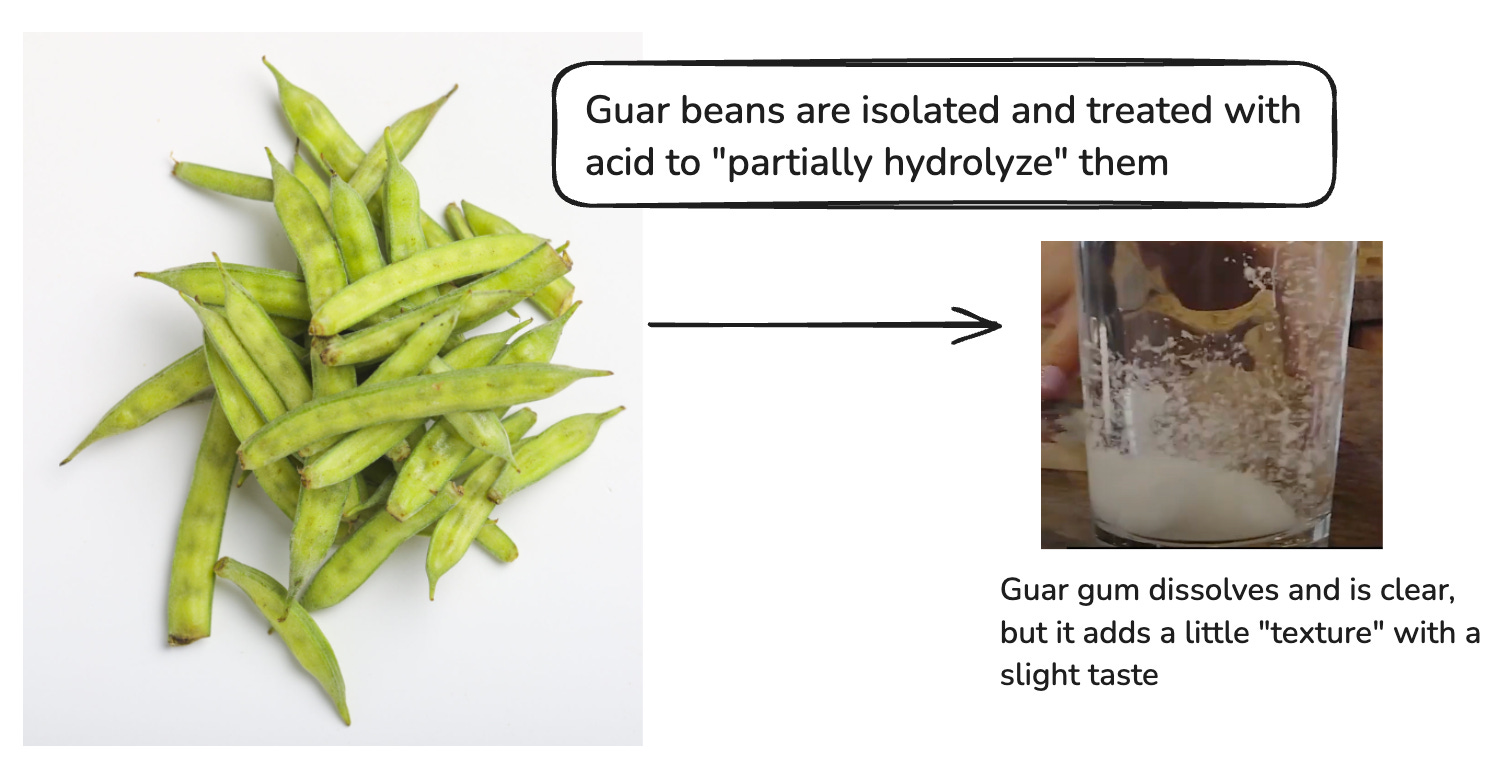 Guar beans are isolated and treated with
acid to "partially hydrolyze" them
Guar gum dissolves and is clear,
but it adds a little "texture" with a
slight taste